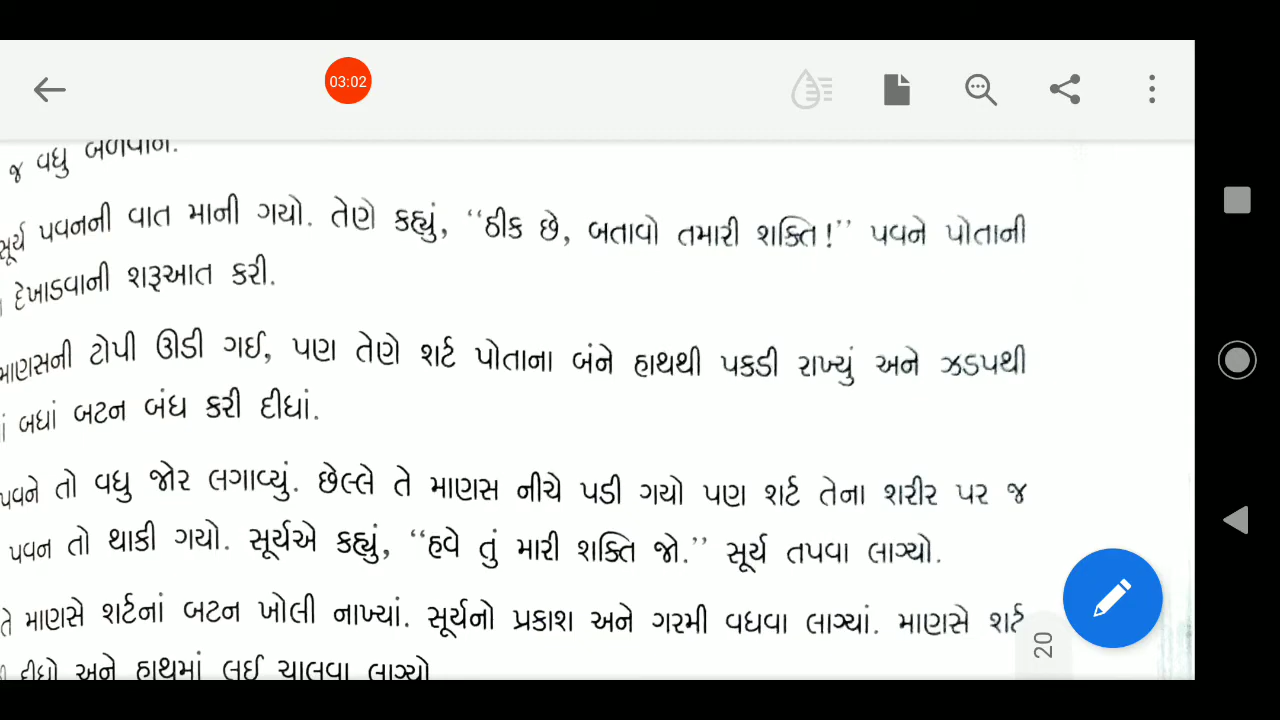 03:02
જ વધુ બળવાન.
સૂર્ય પવનની વાત માની ગયો. તેણે કહ્યું, “ઠીક છે, બતાવો તમારી શક્તિ!” પવને પોતાની
દેખાડવાની શરૂઆત કરી.
માણસની ટોપી ઊડી ગઈ, પણ તેણે શર્ટ પોતાના બંને હાથથી પકડી રાખ્યું અને ઝડપથી
બધાં બટન બંધ કરી દીધાં.
પવને તો વધુ જોર લગાવ્યું. છેલ્લે તે માણસ નીચે પડી ગયો પણ શર્ટ તેના શરીર પર જ
પવન તો થાકી ગયો. સૂર્યએ કહ્યું, “હવે તું મારી શક્તિ જો.” સૂર્ય તપવા લાગ્યો.
તે માણસે શર્ટનાં બટન ખોલી નાખ્યાં. સૂર્યનો પ્રકાશ અને ગરમી વધવા લાગ્યાં. માણસે શર્ટ
દીધો અને હાથમાં લઈ ચાલવા લાગ્યો
20